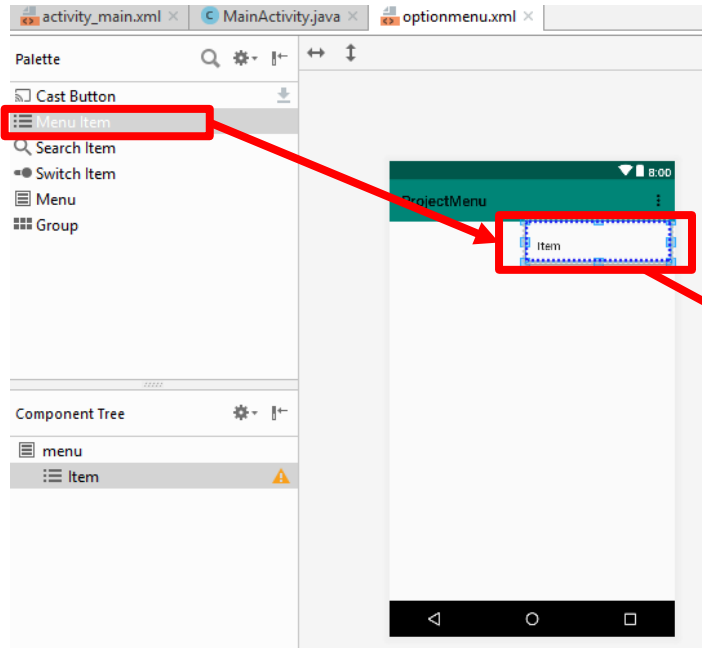 activity_main.xml
MainActivity.java
optionmenu.xml
Palette
Cast Button
Menu Item
Search Item
Switch Item
Menu
Group
Component Tree
menu
Item
8:00
ProjectMenu
Item